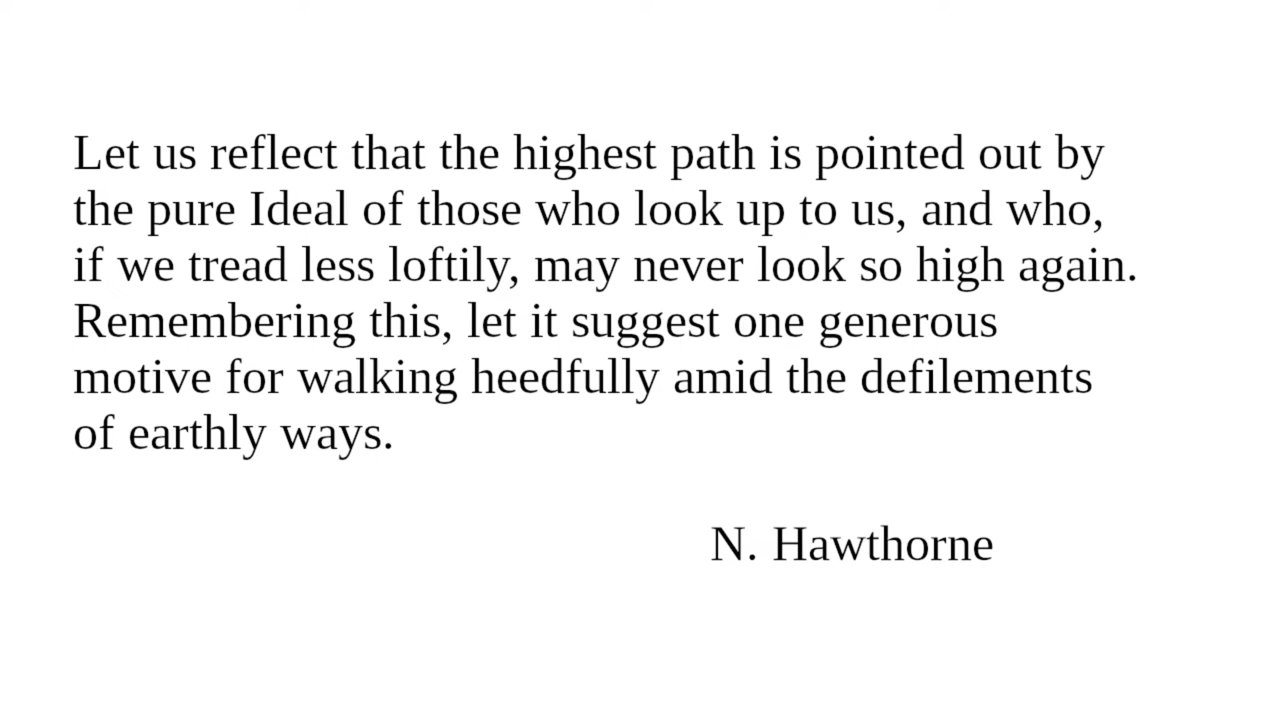 Let us reflect that the highest path is pointed out by
the pure Ideal of those who look up to us, and who,
if we tread less loftily, may never look so high again.
Remembering this, let it suggest one generous
motive for walking heedfully amid the defilements
of earthly ways.
N. Hawthorne